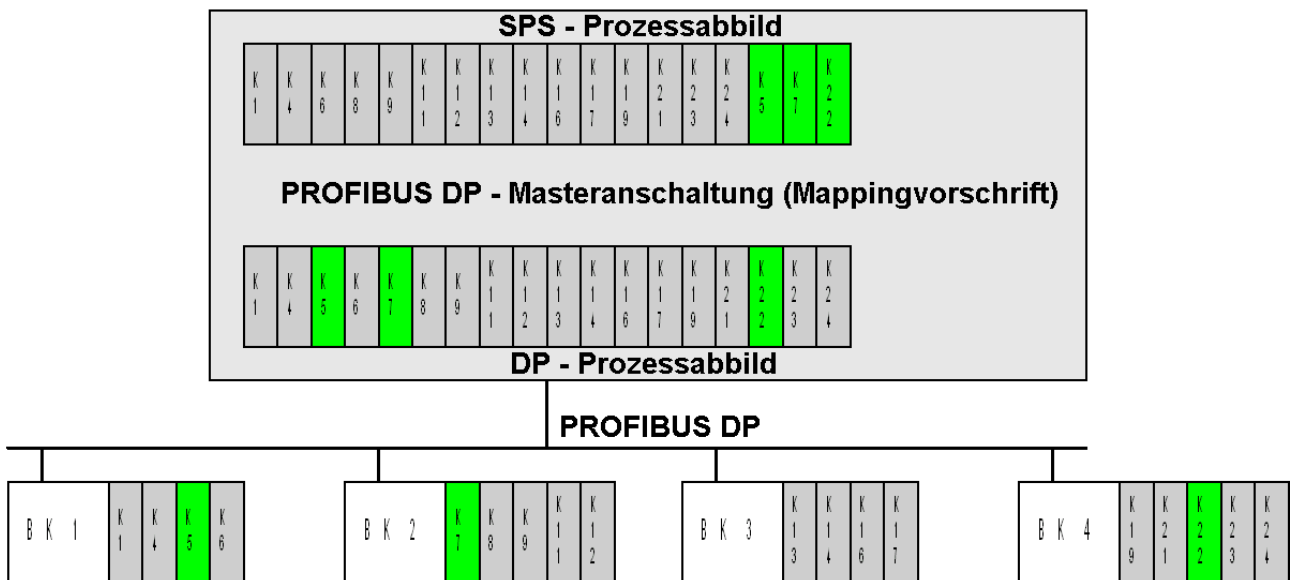 SPS - Prozessabbild
K1 K4 K6 K8 K9 K11 K12 K13 K14 K16 K17 K19 K21 K23 K24 K5 K7 K22
PROFIBUS DP - Masteranschaltung (Mappingvorschrift)
K1 K4 K5 K6 K7 K8 K9 K11 K12 K13 K14 K16 K17 K19 K21 K22 K23 K24
DP - Prozessabbild
PROFIBUS DP
BK 1 K1 K4 K5 K6
BK 2 K7 K8 K9 K11 K12
BK 3 K13 K14 K16 K17
BK 4 K19 K21 K22 K23 K24